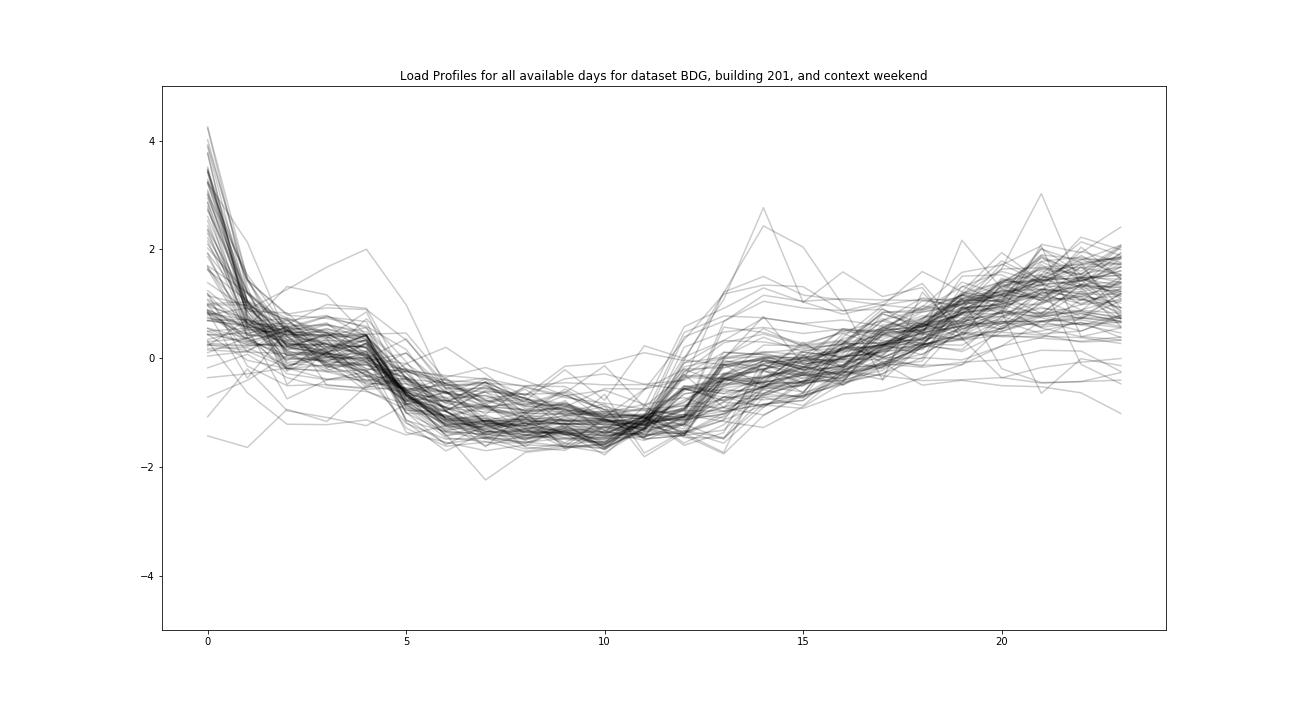 Load Profiles for all available days for dataset BDG, building 201, and context weekend
4
2
0
−2
−4
0 5 10 15 20